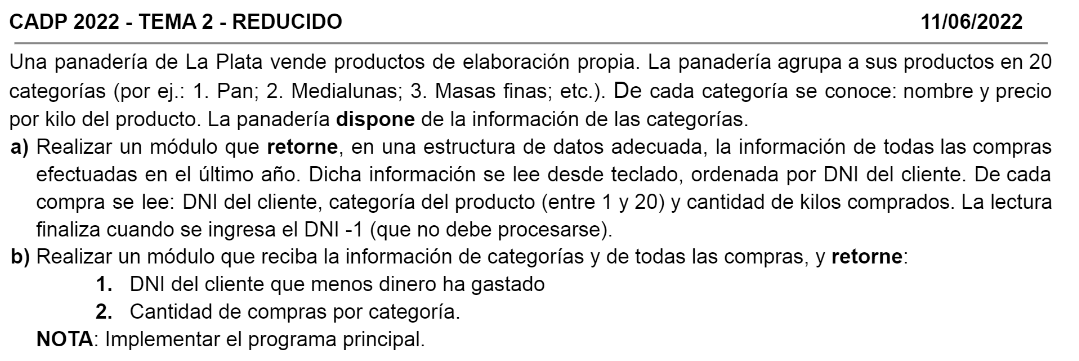 CADP 2022 - TEMA 2 - REDUCIDO 11/06/2022
Una panadería de La Plata vende productos de elaboración propia. La panadería agrupa a sus productos en 20
categorías (por ej.: 1. Pan; 2. Medialunas; 3. Masas finas; etc.). De cada categoría se conoce: nombre y precio
por kilo del producto. La panadería dispone de la información de las categorías.
a) Realizar un módulo que retorne, en una estructura de datos adecuada, la información de todas las compras
efectuadas en el último año. Dicha información se lee desde teclado, ordenada por DNI del cliente. De cada
compra se lee: DNI del cliente, categoría del producto (entre 1 y 20) y cantidad de kilos comprados. La lectura
finaliza cuando se ingresa el DNI -1 (que no debe procesarse).
b) Realizar un módulo que reciba la información de categorías y de todas las compras, y retorne:
1. DNI del cliente que menos dinero ha gastado
2. Cantidad de compras por categoría.
NOTA: Implementar el programa principal.